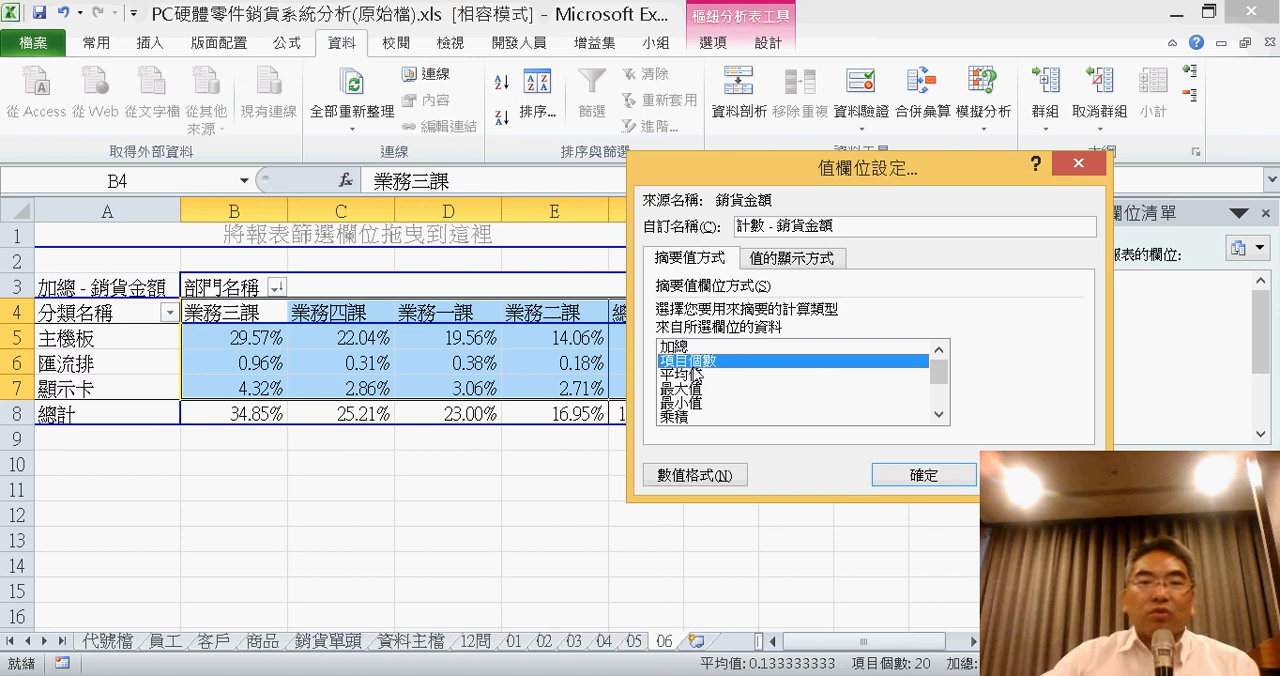 PC硬體零件銷貨系統分析(原始檔).xls [相容模式] - Microsoft Ex...
樞紐分析表工具
檔案 常用 插入 版面配置 公式 資料 校閱 檢視 開發人員 增益集 小組 選項 設計
從 Access 從 Web 從文字檔 從其他來源 現有連線 全部重新整理 連線 內容 編輯連結 排序... 篩選 清除 重新套用 進階... 資料剖析 移除重複 資料驗證 合併彙算 模擬分析 群組 取消群組 小計
取得外部資料 連線 排序與篩選
B4 fx 業務三課
值欄位設定...
來源名稱: 銷貨金額
自訂名稱(C): 計數 - 銷貨金額
摘要值方式 值的顯示方式
摘要值欄位方式(S)
選擇您要用來摘要的計算類型
來自所選欄位的資料
加總
項目個數
平均值
最大值
最小值
乘積
數值格式(N) 確定
欄位清單
報表的欄位:
A B C D E
1 將報表篩選欄位拖曳到這裡
2
3 加總 - 銷貨金額 部門名稱
4 分類名稱 業務三課 業務四課 業務一課 業務二課 總
5 主機板 29.57% 22.04% 19.56% 14.06%
6 匯流排 0.96% 0.31% 0.38% 0.18%
7 顯示卡 4.32% 2.86% 3.06% 2.71%
8 總計 34.85% 25.21% 23.00% 16.95% 1
9
10
11
12
13
14
15
16
代號檔 員工 客戶 商品 銷貨單頭 資料主檔 12問 01 02 03 04 05 06
就緒 平均值: 0.133333333 項目個數: 20 加總: